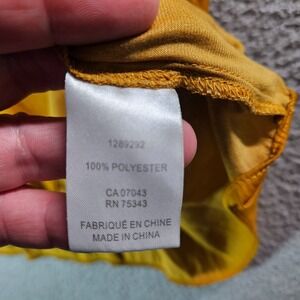 1289292
100% POLYESTER
CA 07043
RN 75343
FABRIQUÉ EN CHINE
MADE IN CHINA